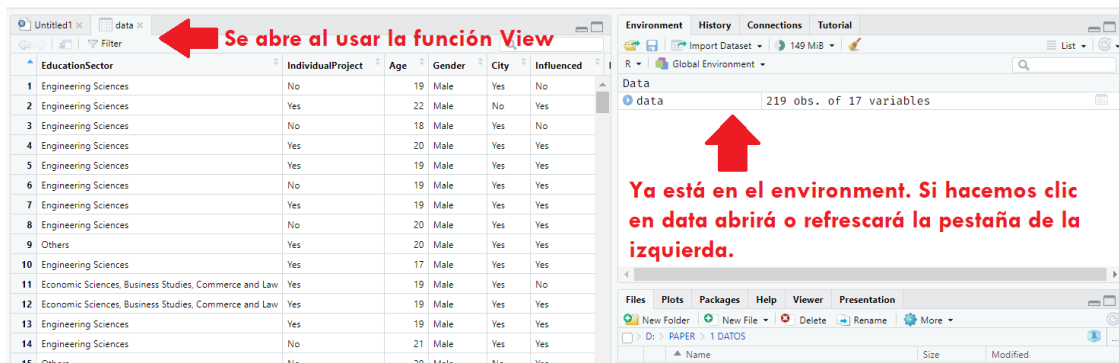 Untitled1 × data ×
Filter
Se abre al usar la función View
EducationSector IndividualProject Age Gender City Influenced
1 Engineering Sciences No 19 Male Yes No
2 Engineering Sciences Yes 22 Male No Yes
3 Engineering Sciences No 18 Male Yes No
4 Engineering Sciences Yes 20 Male Yes Yes
5 Engineering Sciences Yes 19 Male Yes Yes
6 Engineering Sciences No 19 Male Yes Yes
7 Engineering Sciences Yes 19 Male Yes Yes
8 Engineering Sciences No 20 Male Yes Yes
9 Others Yes 20 Male Yes Yes
10 Engineering Sciences Yes 17 Male Yes Yes
11 Economic Sciences, Business Studies, Commerce and Law Yes 19 Male Yes No
12 Economic Sciences, Business Studies, Commerce and Law Yes 19 Male Yes Yes
13 Engineering Sciences Yes 19 Male Yes Yes
14 Engineering Sciences No 21 Male Yes Yes
15 Others No 20 Male No Yes
Environment History Connections Tutorial
Import Dataset 149 MiB List
R Global Environment
Data
data 219 obs. of 17 variables
Ya está en el environment. Si hacemos clic
en data abrirá o refrescará la pestaña de la
izquierda.
Files Plots Packages Help Viewer Presentation
New Folder New File Delete Rename More
D: > PAPER > 1 DATOS R ...
Name Size Modified